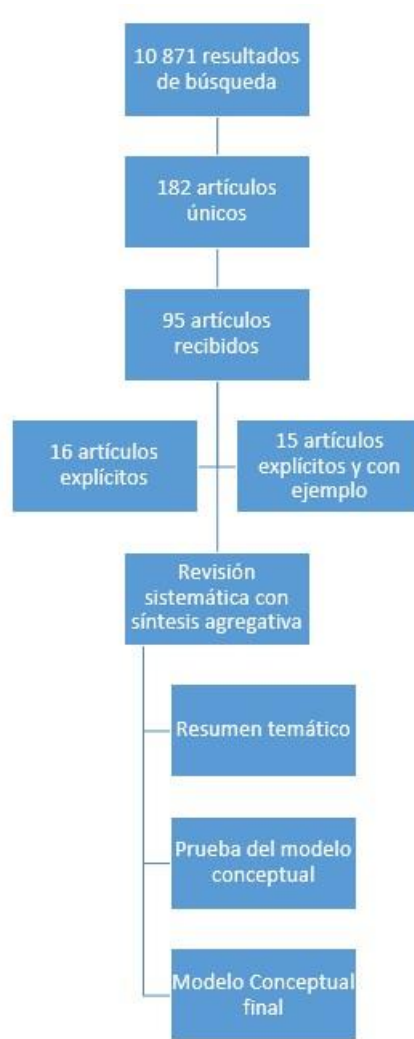 10 871 resultados
de búsqueda
182 artículos
únicos
95 artículos
recibidos
16 artículos
explícitos
15 artículos
explícitos y con
ejemplo
Revisión
sistemática con
síntesis agregativa
Resumen temático
Prueba del modelo
conceptual
Modelo Conceptual
final